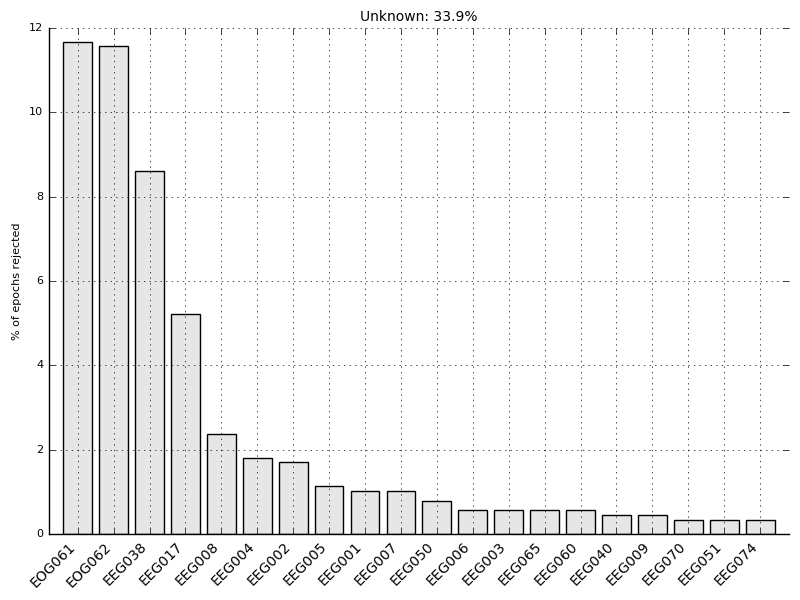 Unknown: 33.9%
% of epochs rejected
12
10
8
6
4
2
0
EOG061
EOG062
EEG038
EEG017
EEG008
EEG004
EEG002
EEG005
EEG001
EEG007
EEG050
EEG006
EEG003
EEG065
EEG060
EEG040
EEG009
EEG070
EEG051
EEG074